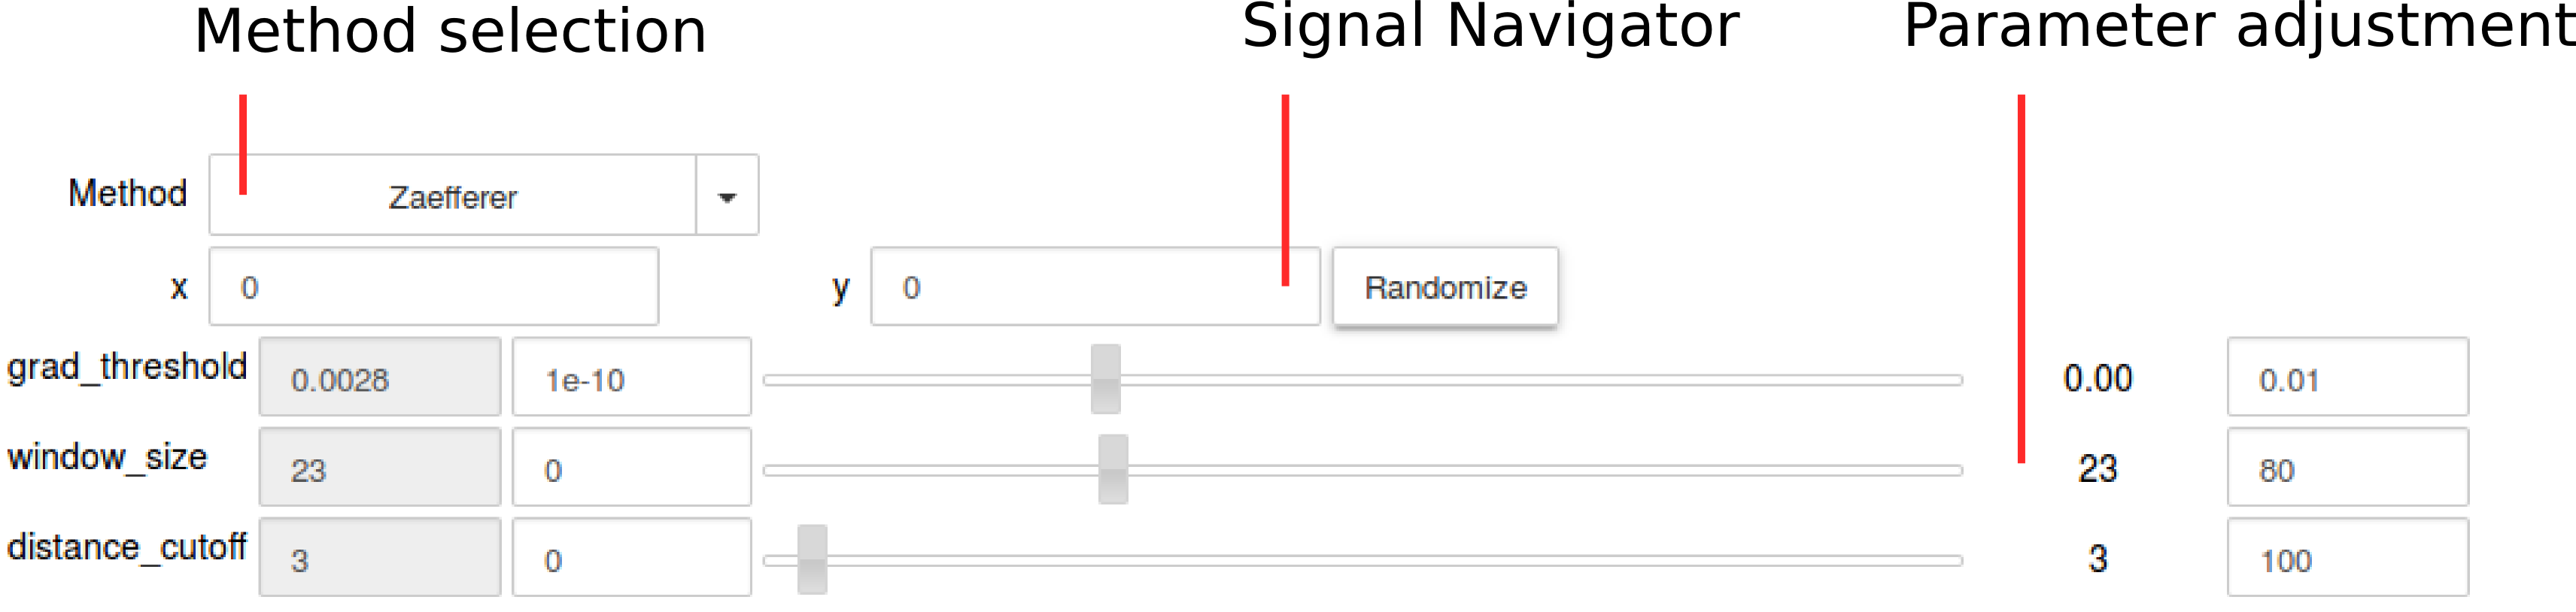 Method selection Signal Navigator Parameter adjustment
Method Zaefferer
x 0 y 0 Randomize
grad_threshold 0.0028 1e-10 0.00 0.01
window_size 23 0 23 80
distance_cutoff 3 0 3 100